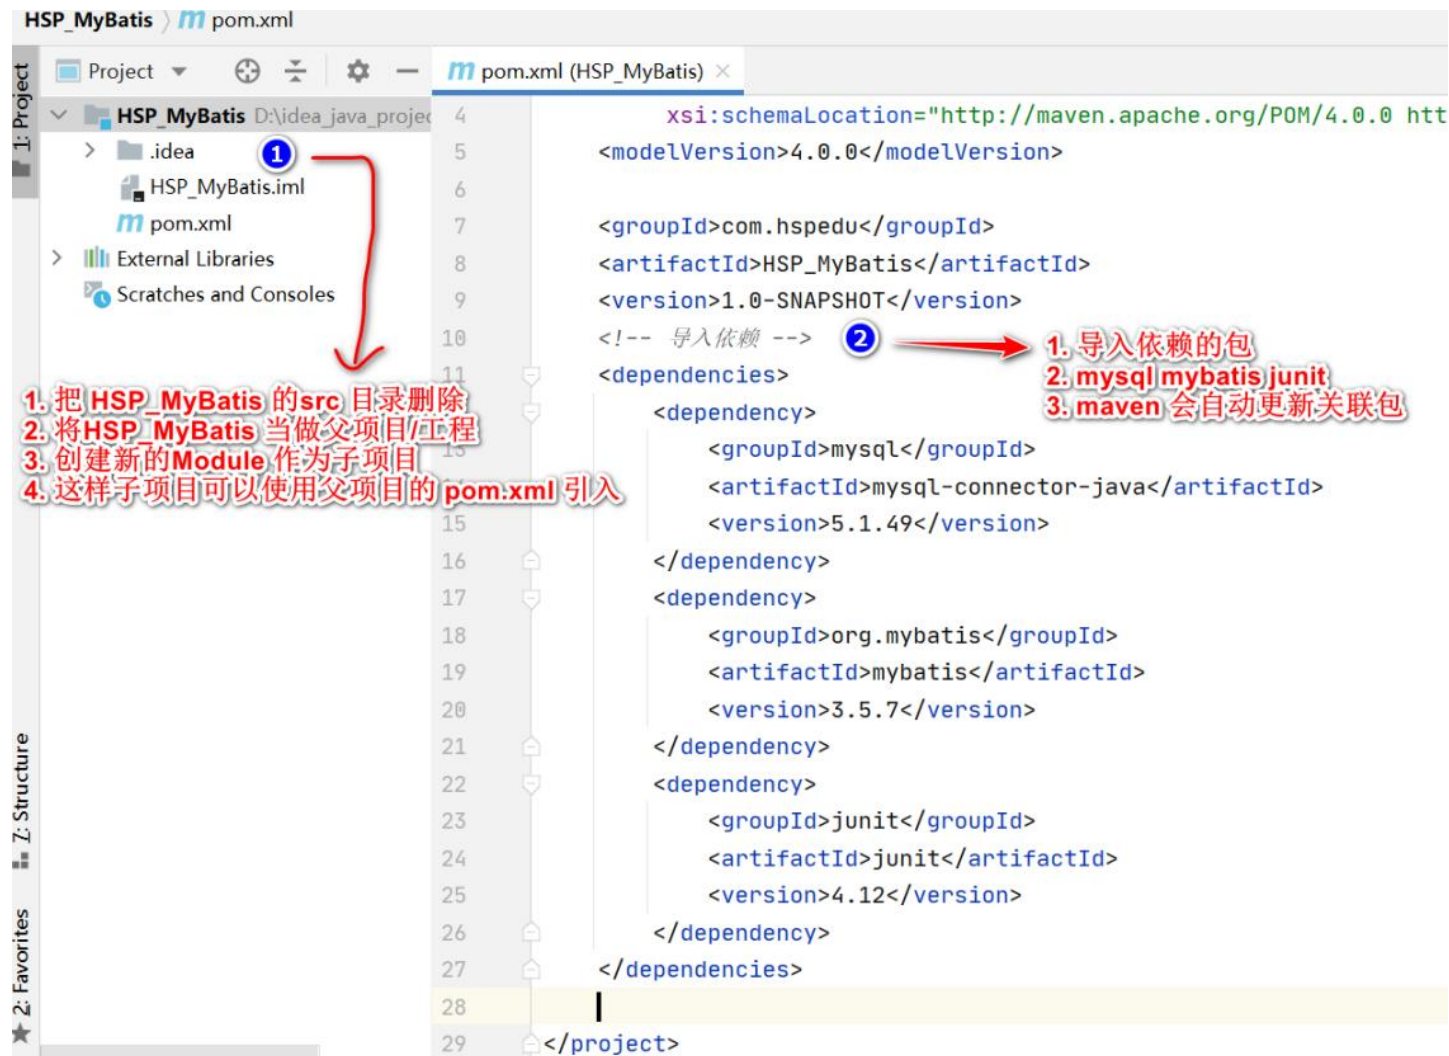 HSP_MyBatis
pom.xml
1: Project
Project
pom.xml (HSP_MyBatis)
HSP_MyBatis D:\idea_java_projec
.idea
HSP_MyBatis.iml
pom.xml
External Libraries
Scratches and Consoles
1
1. 把 HSP_MyBatis 的src 目录删除
2. 将HSP_MyBatis 当做父项目/工程
3. 创建新的Module 作为子项目
4. 这样子项目可以使用父项目的 pom.xml 引入
Z: Structure
2: Favorites
4 xsi:schemaLocation="http://maven.apache.org/POM/4.0.0 htt
5 <modelVersion>4.0.0</modelVersion>
6
7 <groupId>com.hspedu</groupId>
8 <artifactId>HSP_MyBatis</artifactId>
9 <version>1.0-SNAPSHOT</version>
10 <!-- 导入依赖 -->
2
1. 导入依赖的包
2. mysql mybatis junit
3. maven 会自动更新关联包
11 <dependencies>
<dependency>
13 <groupId>mysql</groupId>
<artifactId>mysql-connector-java</artifactId>
15 <version>5.1.49</version>
16 </dependency>
17 <dependency>
18 <groupId>org.mybatis</groupId>
19 <artifactId>mybatis</artifactId>
20 <version>3.5.7</version>
21 </dependency>
22 <dependency>
23 <groupId>junit</groupId>
24 <artifactId>junit</artifactId>
25 <version>4.12</version>
26 </dependency>
27 </dependencies>
28
29 </project>